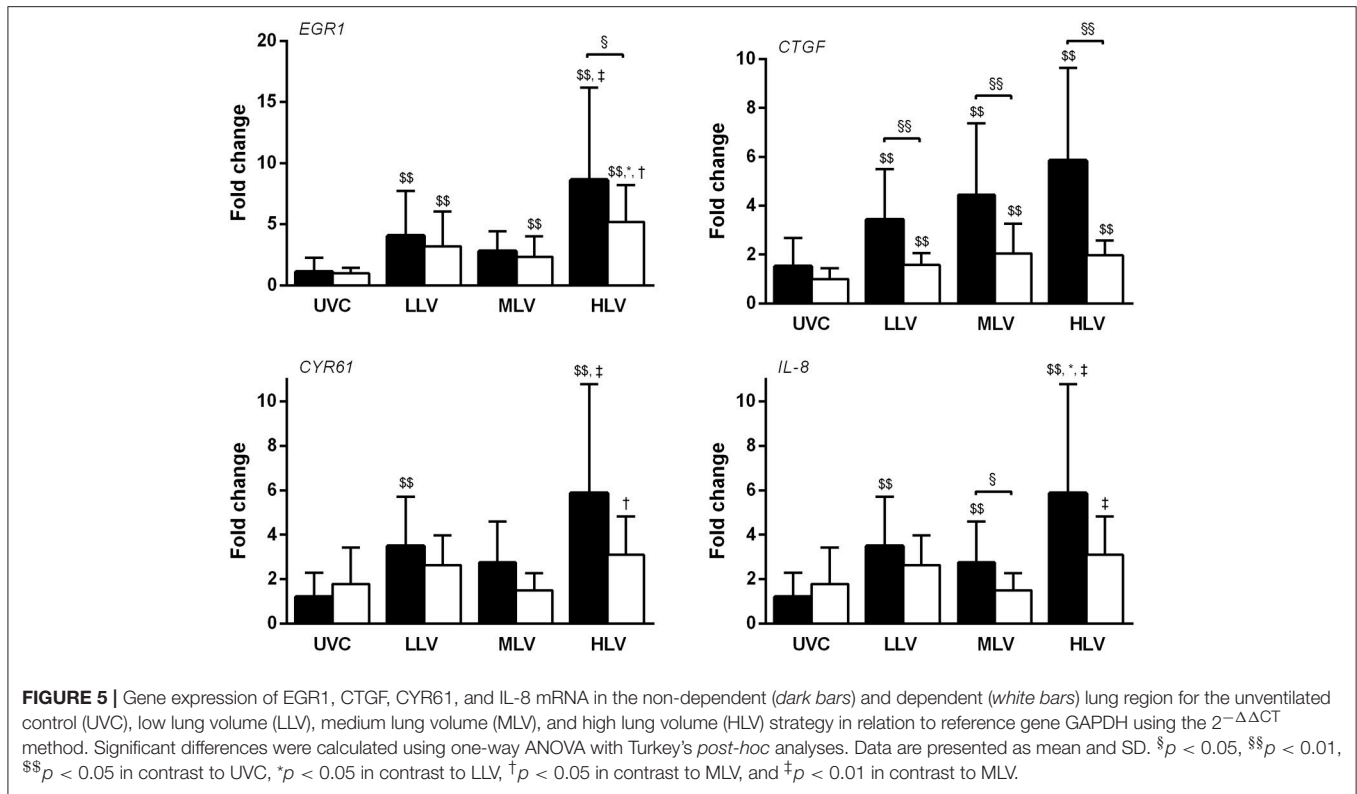 EGR1
20
15
10
5
0
Fold change
§
$$, ‡
$$
$$
$$
$$,*, †
UVC LLV MLV HLV
CTGF
10
8
6
4
2
0
Fold change
§§
§§
§§
$$
$$
$$
$$
$$
$$
UVC LLV MLV HLV
CYR61
10
8
6
4
2
0
Fold change
$$, ‡
$$
†
UVC LLV MLV HLV
IL-8
10
8
6
4
2
0
Fold change
$$, *, ‡
$$
§
$$
‡
UVC LLV MLV HLV
FIGURE 5 | Gene expression of EGR1, CTGF, CYR61, and IL-8 mRNA in the non-dependent (dark bars) and dependent (white bars) lung region for the unventilated
control (UVC), low lung volume (LLV), medium lung volume (MLV), and high lung volume (HLV) strategy in relation to reference gene GAPDH using the 2−ΔΔCT
method. Significant differences were calculated using one-way ANOVA with Turkey's post-hoc analyses. Data are presented as mean and SD. §p < 0.05, §§p < 0.01,
$$p < 0.05 in contrast to UVC, *p < 0.05 in contrast to LLV, †p < 0.05 in contrast to MLV, and ‡p < 0.01 in contrast to MLV.